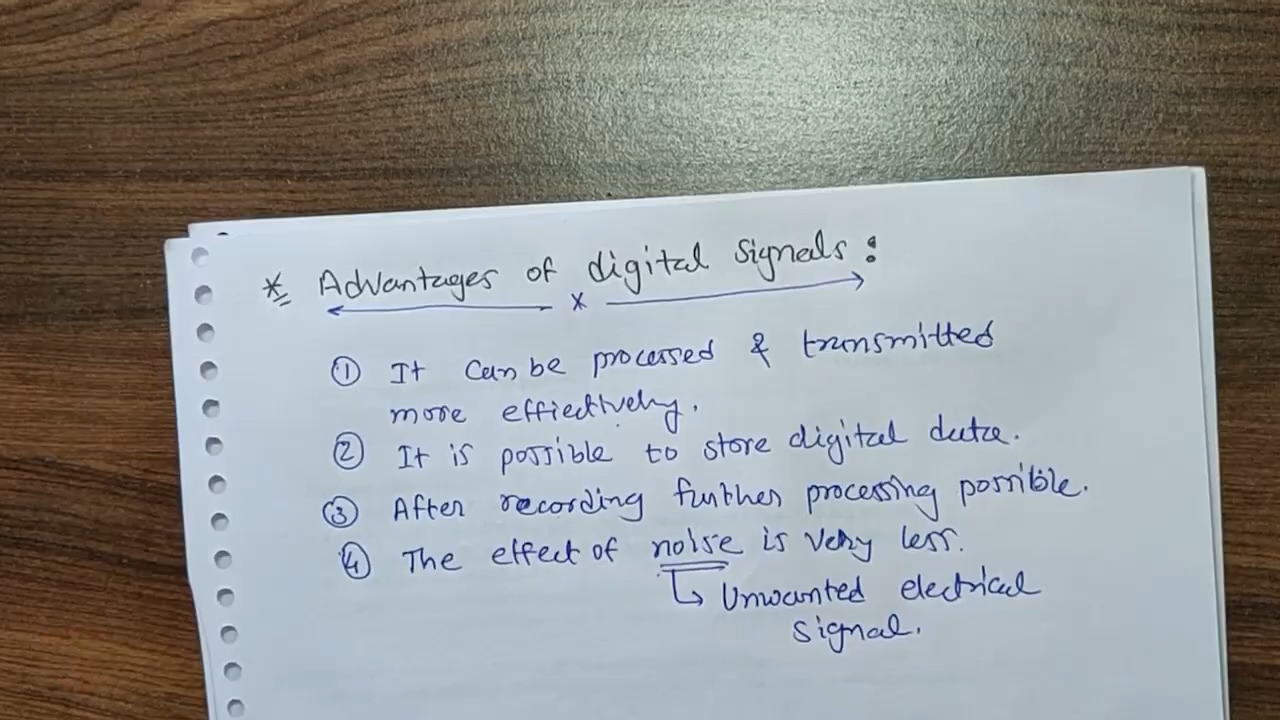 * Advantages of digital signals :
① It can be processed & transmitted
more effiectively.
② It is possible to store digital data.
③ After recording further processing possible.
④ The effect of noise is very less.
↳ Unwanted electrical
signal.